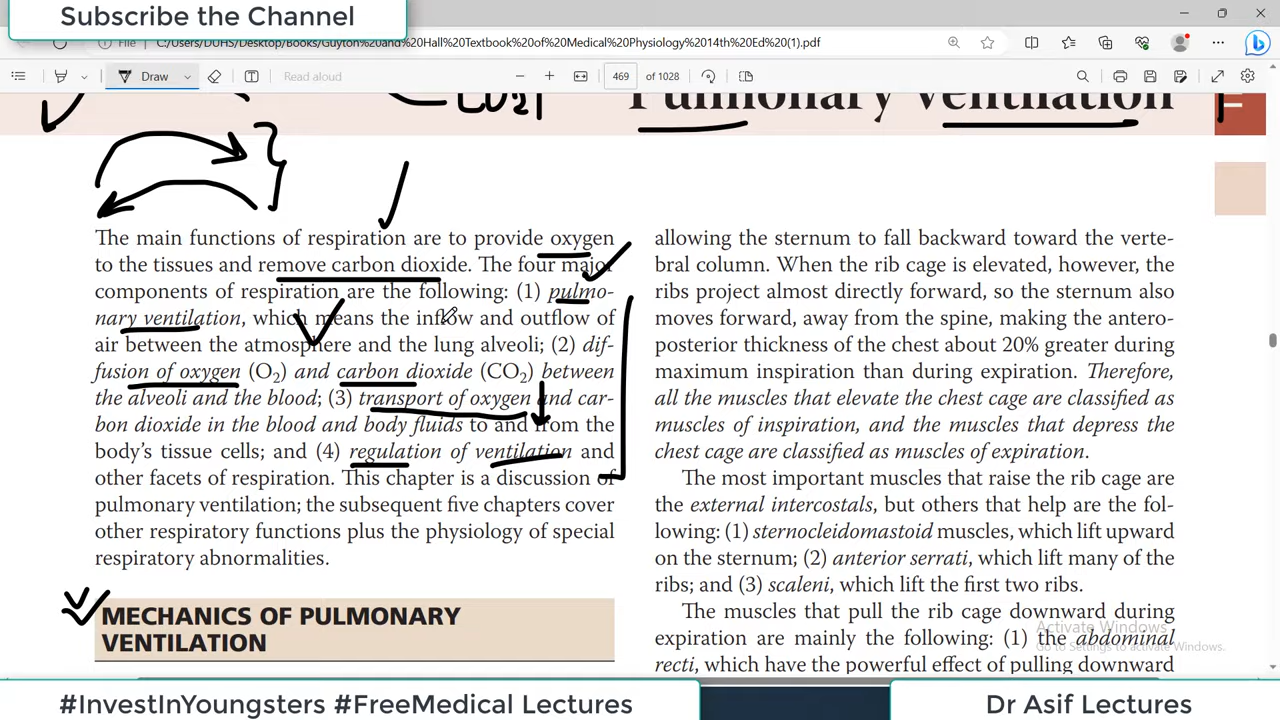 Subscribe the Channel
File
C:/Users/DUHS/Desktop/Books/Guyton%20and%20Hall%20Textbook%20of%20Medical%20Physiology%2014th%20Ed%20(1).pdf
Draw
Read aloud
469 of 1028
CO2
Pulmonary Ventilation
The main functions of respiration are to provide oxygen
to the tissues and remove carbon dioxide. The four major
components of respiration are the following: (1) pulmo-
nary ventilation, which means the inflow and outflow of
air between the atmosphere and the lung alveoli; (2) dif-
fusion of oxygen (O2) and carbon dioxide (CO2) between
the alveoli and the blood; (3) transport of oxygen and car-
bon dioxide in the blood and body fluids to and from the
body's tissue cells; and (4) regulation of ventilation and
other facets of respiration. This chapter is a discussion of
pulmonary ventilation; the subsequent five chapters cover
other respiratory functions plus the physiology of special
respiratory abnormalities.
MECHANICS OF PULMONARY
VENTILATION
allowing the sternum to fall backward toward the verte-
bral column. When the rib cage is elevated, however, the
ribs project almost directly forward, so the sternum also
moves forward, away from the spine, making the antero-
posterior thickness of the chest about 20% greater during
maximum inspiration than during expiration. Therefore,
all the muscles that elevate the chest cage are classified as
muscles of inspiration, and the muscles that depress the
chest cage are classified as muscles of expiration.
The most important muscles that raise the rib cage are
the external intercostals, but others that help are the fol-
lowing: (1) sternocleidomastoid muscles, which lift upward
on the sternum; (2) anterior serrati, which lift many of the
ribs; and (3) scaleni, which lift the first two ribs.
The muscles that pull the rib cage downward during
expiration are mainly the following: (1) the abdominal
recti, which have the powerful effect of pulling downward
Activate Windows
Go to Settings to activate Windows.
#InvestInYoungsters #FreeMedical Lectures
Dr Asif Lectures